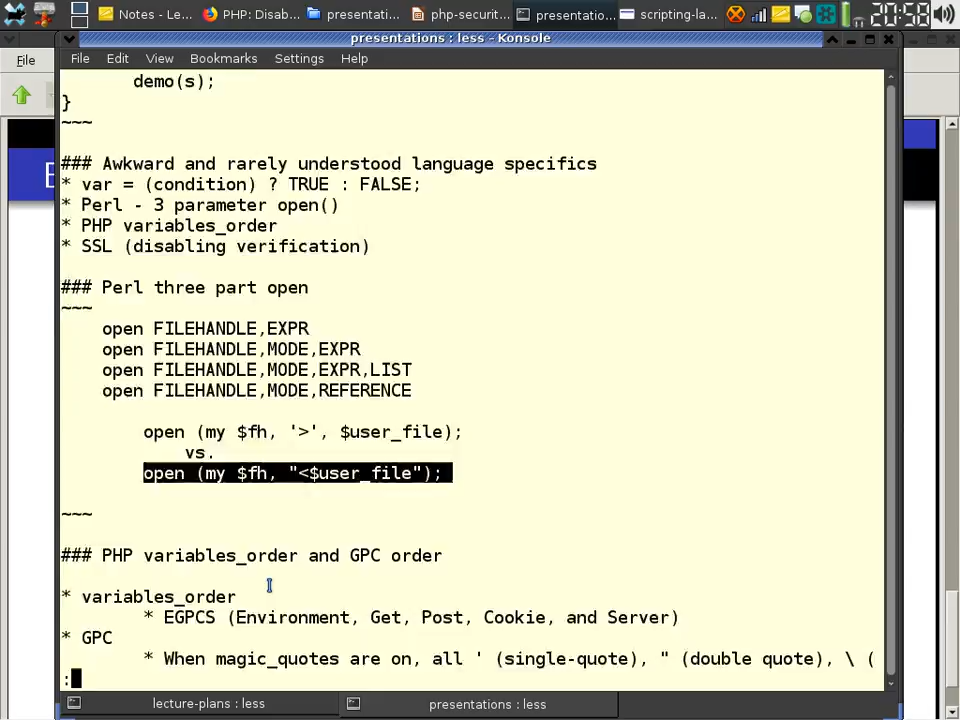 Notes - Le...
PHP: Disab...
presentati...
php-securit...
presentatio...
scripting-la...
20:58
presentations : less - Konsole
File
File Edit View Bookmarks Settings Help
demo(s);
}
~~~
### Awkward and rarely understood language specifics
* var = (condition) ? TRUE : FALSE;
* Perl - 3 parameter open()
* PHP variables_order
* SSL (disabling verification)
### Perl three part open
~~~
open FILEHANDLE,EXPR
open FILEHANDLE,MODE,EXPR
open FILEHANDLE,MODE,EXPR,LIST
open FILEHANDLE,MODE,REFERENCE
open (my $fh, '>', $user_file);
vs.
open (my $fh, "<$user_file");
~~~
### PHP variables_order and GPC order
* variables_order
* EGPCS (Environment, Get, Post, Cookie, and Server)
* GPC
* When magic_quotes are on, all ' (single-quote), " (double quote), \ (
:
lecture-plans : less
presentations : less